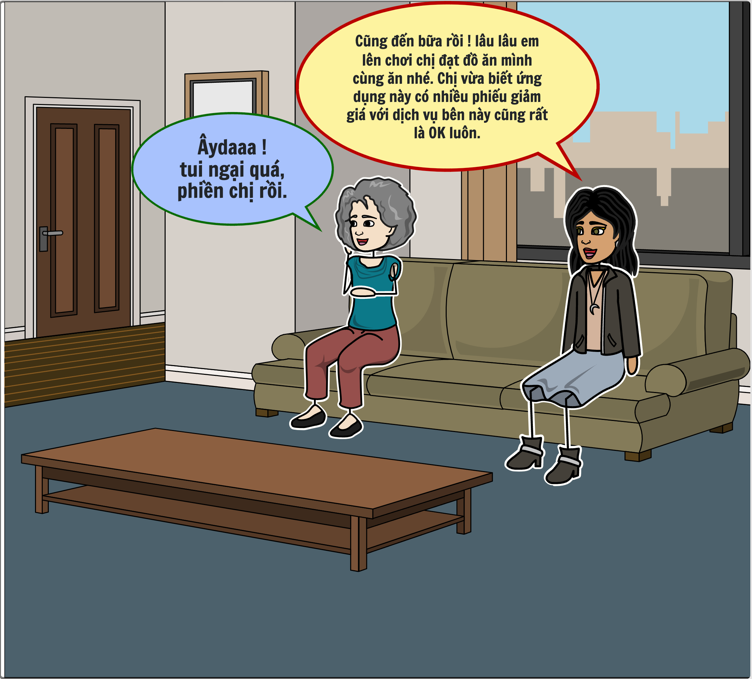 Cũng đến bữa rồi ! lâu lâu em
lên chơi chị đạt đồ ăn mình
cùng ăn nhé. Chị vừa biết ứng
dụng này có nhiều phiếu giảm
giá với dịch vụ bên này cũng rất
là OK luôn.
Âydaaa !
tui ngại quá,
phiền chị rồi.